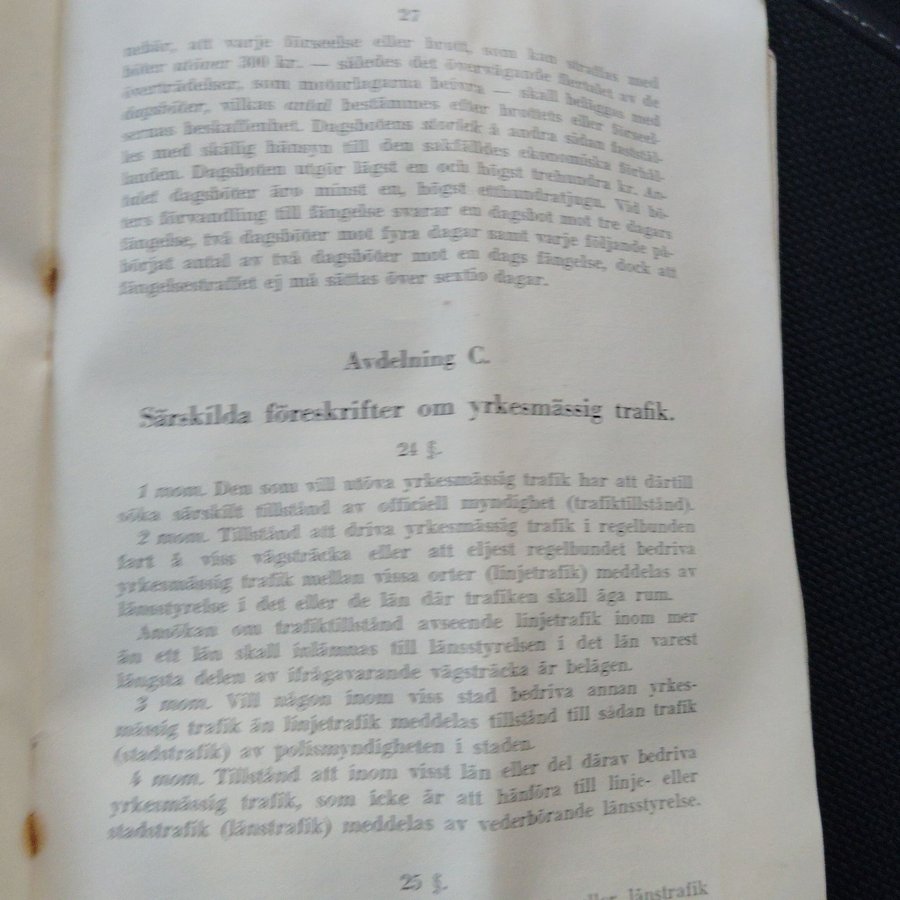 27
nebär, att varje förseelse eller brott, som kan straffas med
böter utöver 300 kr. — således det övervägande flertalet av de
överträdelser, som motorlagarna beivra — skall beläggas med
dagsböter, vilkas antal bestämmes efter brottets eller förseel-
sernas beskaffenhet. Dagsbotens storlek å andra sidan faststäl-
les med skälig hänsyn till den sakfälldes ekonomiska förhål-
landen. Dagsboten utgör lägst en och högst trehundra kr. An-
talet dagsböter äro minst en, högst etthundratjugu. Vid bö-
ters förvandling till fängelse svarar en dagsbot mot tre dagars
fängelse, två dagsböter mot fyra dagar samt varje följande på-
börjat antal av två dagsböter mot en dags fängelse, dock att
fängelsestraffet ej må sättas över sextio dagar.
Avdelning C.
Särskilda föreskrifter om yrkesmässig trafik.
24 §.
1 mom. Den som vill utöva yrkesmässig trafik har att därtill
söka särskilt tillstånd av officiell myndighet (trafiktillstånd).
2 mom. Tillstånd att driva yrkesmässig trafik i regelbunden
fart å viss vägsträcka eller att eljest regelbundet bedriva
yrkesmässig trafik mellan vissa orter (linjetrafik) meddelas av
länsstyrelse i det eller de län där trafiken skall äga rum.
Ansökan om trafiktillstånd avseende linjetrafik inom mer
än ett län skall inlämnas till länsstyrelsen i det län varest
längsta delen av ifrågavarande vägsträcka är belägen.
3 mom. Vill någon inom viss stad bedriva annan yrkes-
mässig trafik än linjetrafik meddelas tillstånd till sådan trafik
(stadstrafik) av polismyndigheten i staden.
4 mom. Tillstånd att inom visst län eller del därav bedriva
yrkesmässig trafik, som icke är att hänföra till linje- eller
stadstrafik (länstrafik) meddelas av vederbörande länsstyrelse.
25 §.
länstrafik